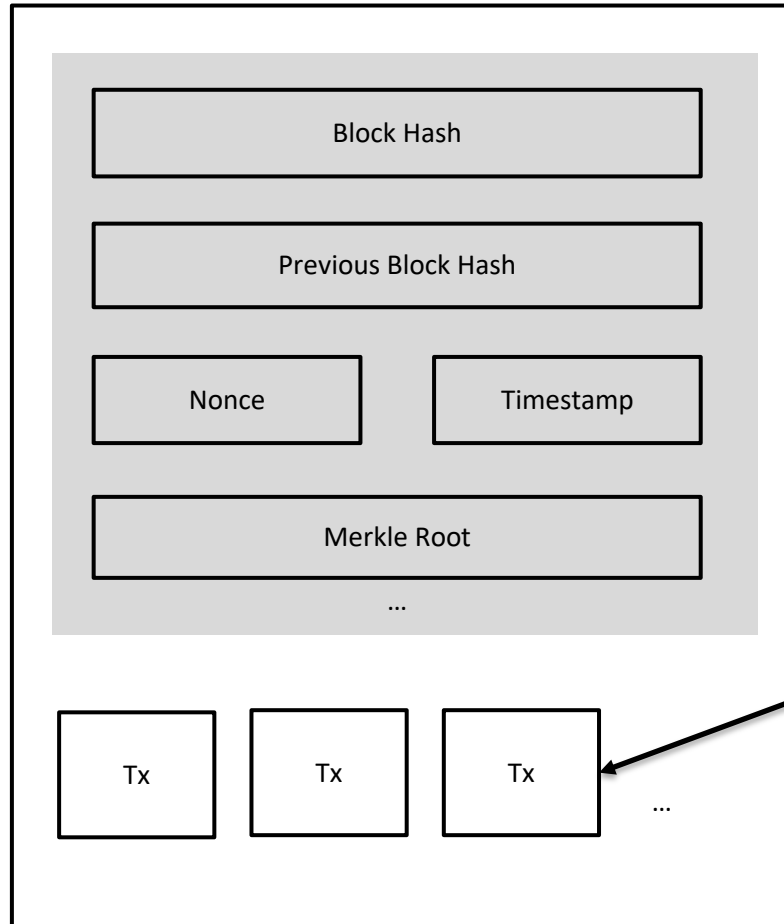 Block Hash
Previous Block Hash
Nonce Timestamp
Merkle Root
...
Tx Tx Tx ...